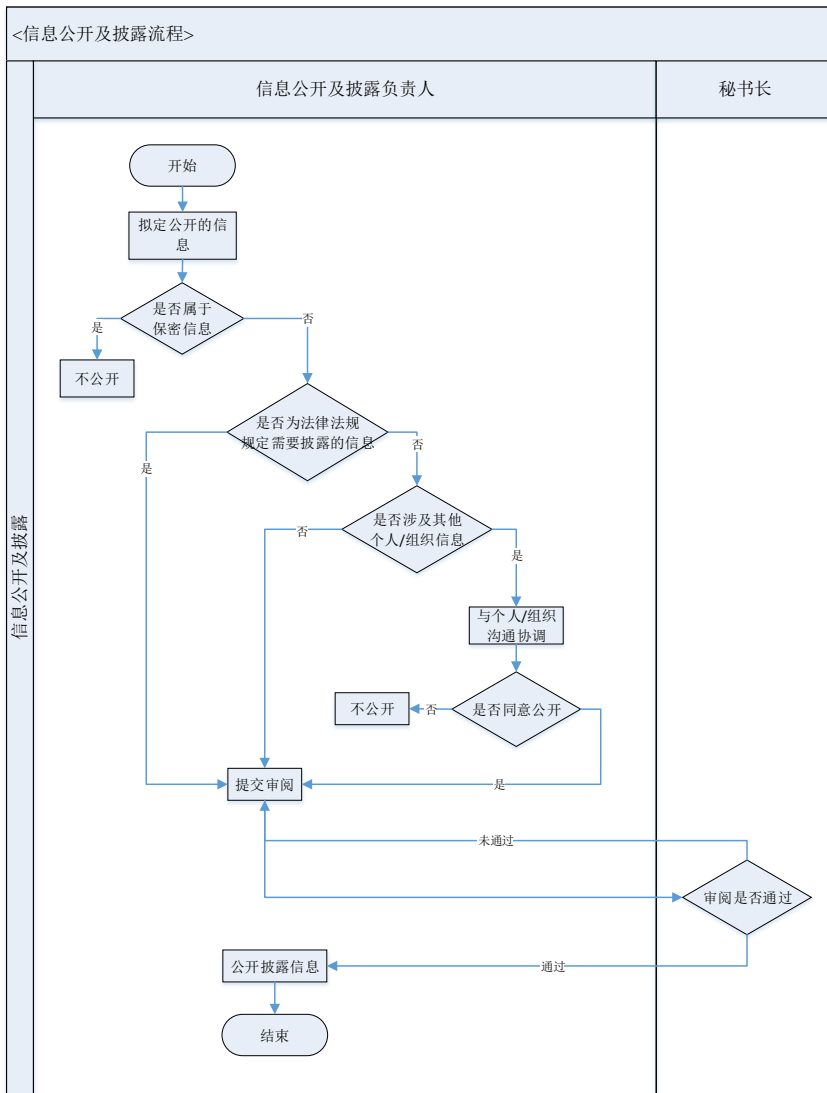 <信息公开及披露流程>
信息公开及披露负责人
秘书长
信息公开及披露
开始
拟定公开的信
息
是否属于
保密信息
是
否
不公开
是否为法律法规
规定需要披露的信息
是
否
是否涉及其他
个人/组织信息
否
是
与个人/组织
沟通协调
是否同意公开
否
不公开
是
提交审阅
未通过
审阅是否通过
通过
公开披露信息
结束